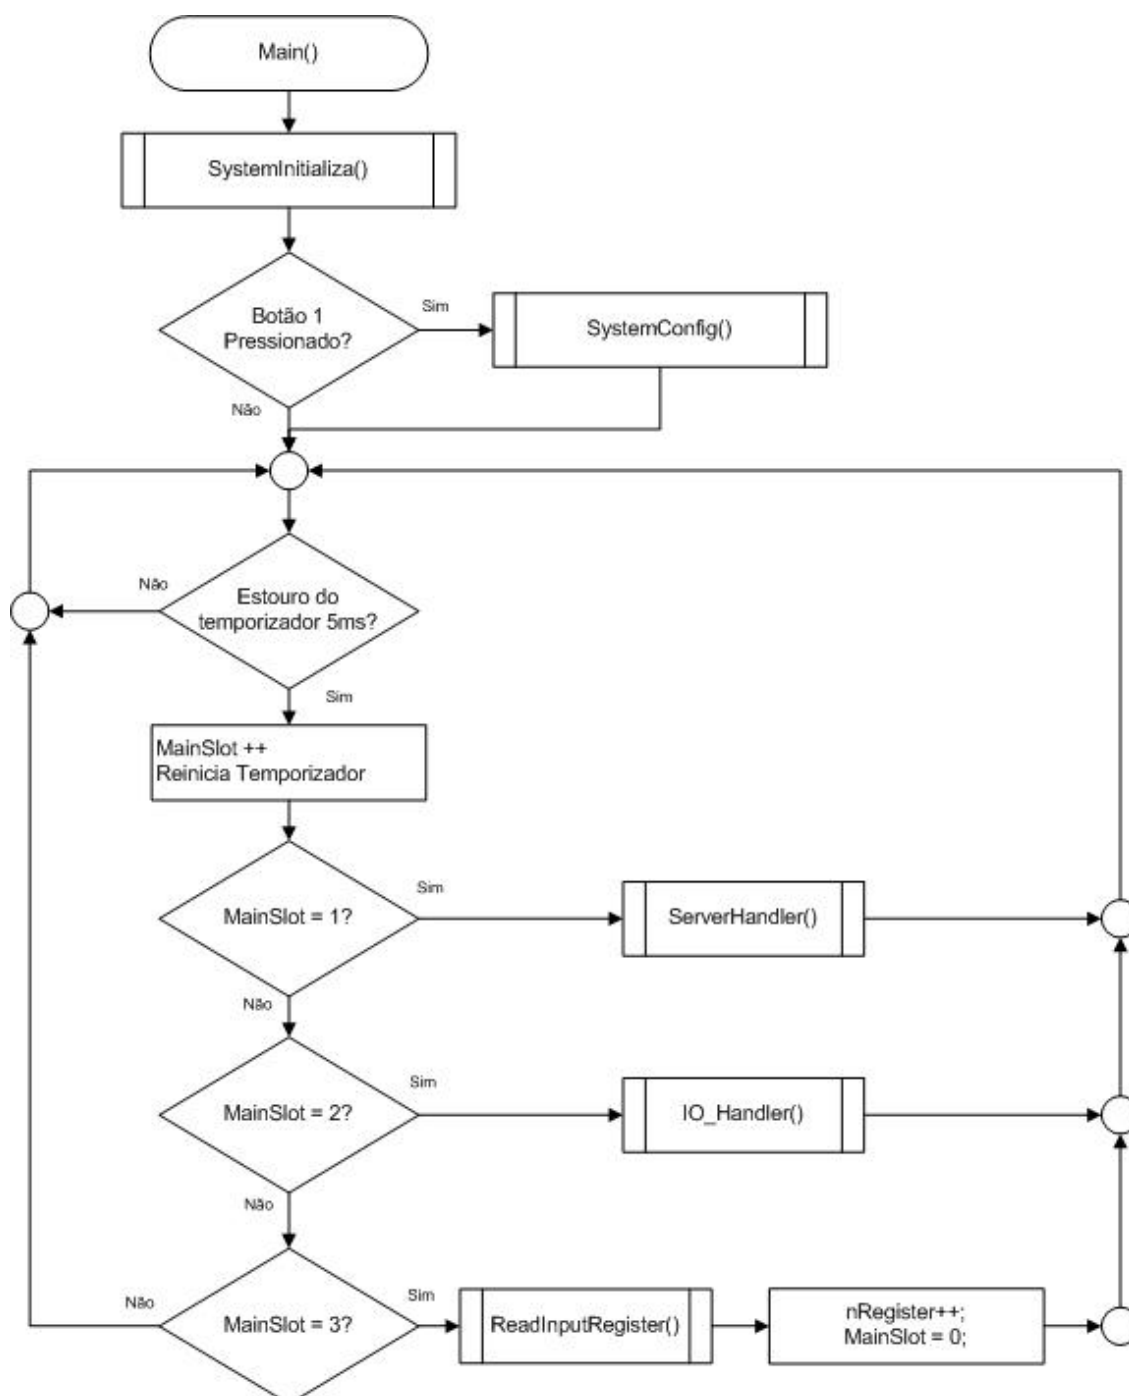 Main()
SystemInitializa()
Botão 1
Pressionado?
Sim
SystemConfig()
Não
Não
Estouro do
temporizador 5ms?
Sim
MainSlot ++
Reinicia Temporizador
MainSlot = 1?
Sim
ServerHandler()
Não
MainSlot = 2?
Sim
IO_Handler()
Não
Não
MainSlot = 3?
Sim
ReadInputRegister()
nRegister++;
MainSlot = 0;